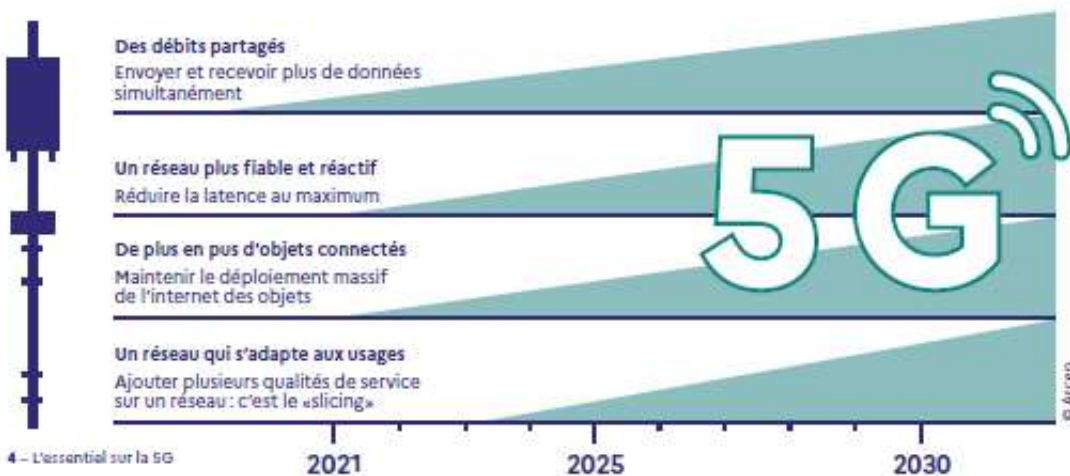 Des débits partagés
Envoyer et recevoir plus de données
simultanément
Un réseau plus fiable et réactif
Réduire la latence au maximum
De plus en pus d'objets connectés
Maintenir le déploiement massif
de l'internet des objets
Un réseau qui s'adapte aux usages
Ajouter plusieurs qualités de service
sur un réseau : c'est le «slicing»
5G
© Arcep
4 – L'essentiel sur la 5G
2021
2025
2030